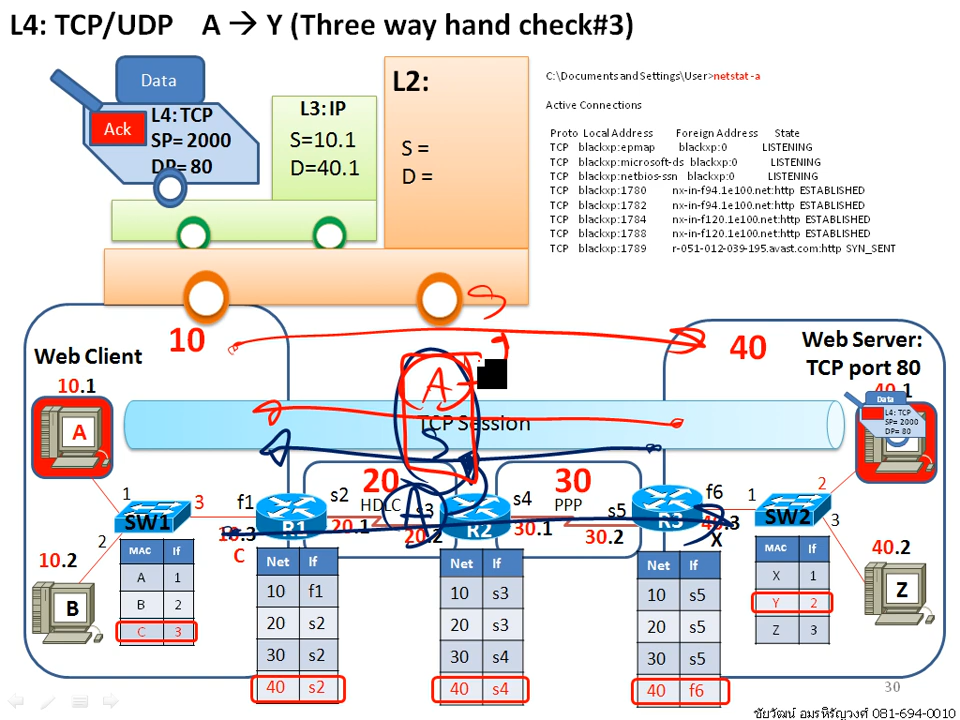 L4: TCP/UDP A → Y (Three way hand check#3)
Data
Ack
L4: TCP
SP= 2000
DP= 80
L3: IP
S=10.1
D=40.1
L2:
S =
D =
C:\Documents and Settings\User>netstat -a
Active Connections
Proto Local Address Foreign Address State
TCP blackxp:epmap blackxp:0 LISTENING
TCP blackxp:microsoft-ds blackxp:0 LISTENING
TCP blackxp:netbios-ssn blackxp:0 LISTENING
TCP blackxp:1780 nx-in-f94.1e100.net:http ESTABLISHED
TCP blackxp:1782 nx-in-f94.1e100.net:http ESTABLISHED
TCP blackxp:1784 nx-in-f120.1e100.net:http ESTABLISHED
TCP blackxp:1788 nx-in-f120.1e100.net:http ESTABLISHED
TCP blackxp:1789 r-051-012-039-195.avast.com:http SYN_SENT
10
40
Web Client
Web Server:
TCP port 80
10.1
40.1
A
A
S
A
TCP Session
Data
L4: TCP
SP= 2000
DP= 80
20
30
1
3
f1
s2
HDLC
s3
s4
PPP
s5
f6
1
2
SW1
R1
R2
R3
SW2
3
2
10.3
20.1
20.2
30.1
30.2
40.3
C
X
10.2
40.2
B
Z
MAC If
A 1
B 2
C 3
Net If
10 f1
20 s2
30 s2
40 s2
Net If
10 s3
20 s3
30 s4
40 s4
Net If
10 s5
20 s5
30 s5
40 f6
MAC If
X 1
Y 2
Z 3
30
ชัยวัฒน์ อมรหิรัญวงศ์ 081-694-0010